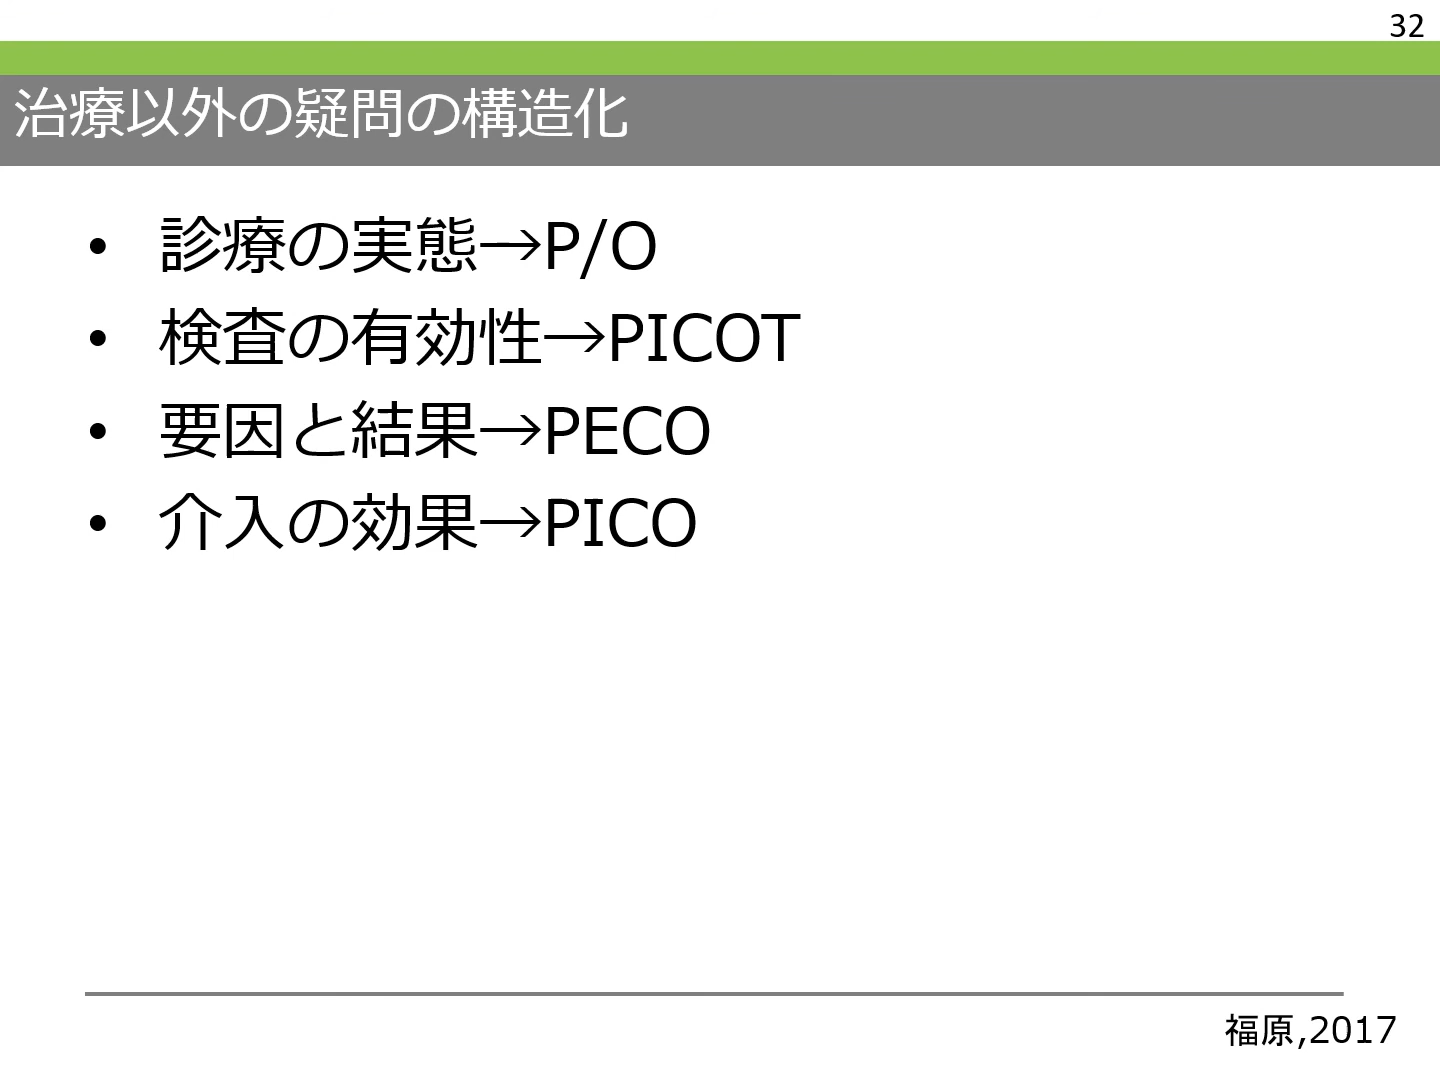 32
治療以外の疑問の構造化
• 診療の実態→P/O
• 検査の有効性→PICOT
• 要因と結果→PECO
• 介入の効果→PICO
福原,2017